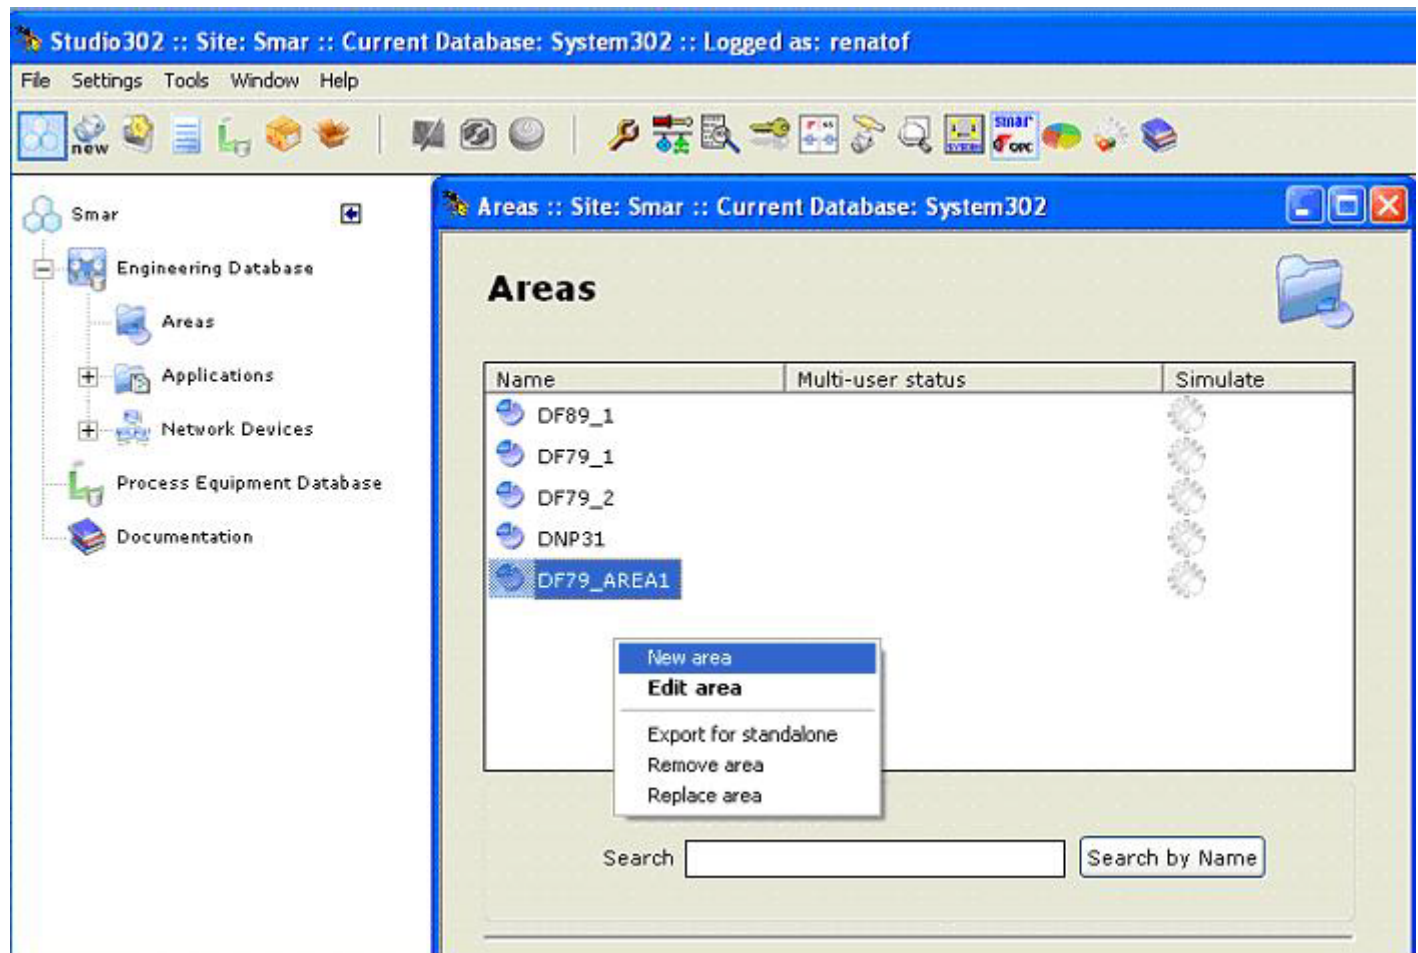 Studio302 :: Site: Smar :: Current Database: System302 :: Logged as: renatof
File Settings Tools Window Help
new
SYSTEM
smar
OPC
Smar
Engineering Database
Areas
Applications
Network Devices
Process Equipment Database
Documentation
Areas :: Site: Smar :: Current Database: System302
Areas
Name Multi-user status Simulate
DF89_1
DF79_1
DF79_2
DNP31
DF79_AREA1
New area
Edit area
Export for standalone
Remove area
Replace area
Search Search by Name